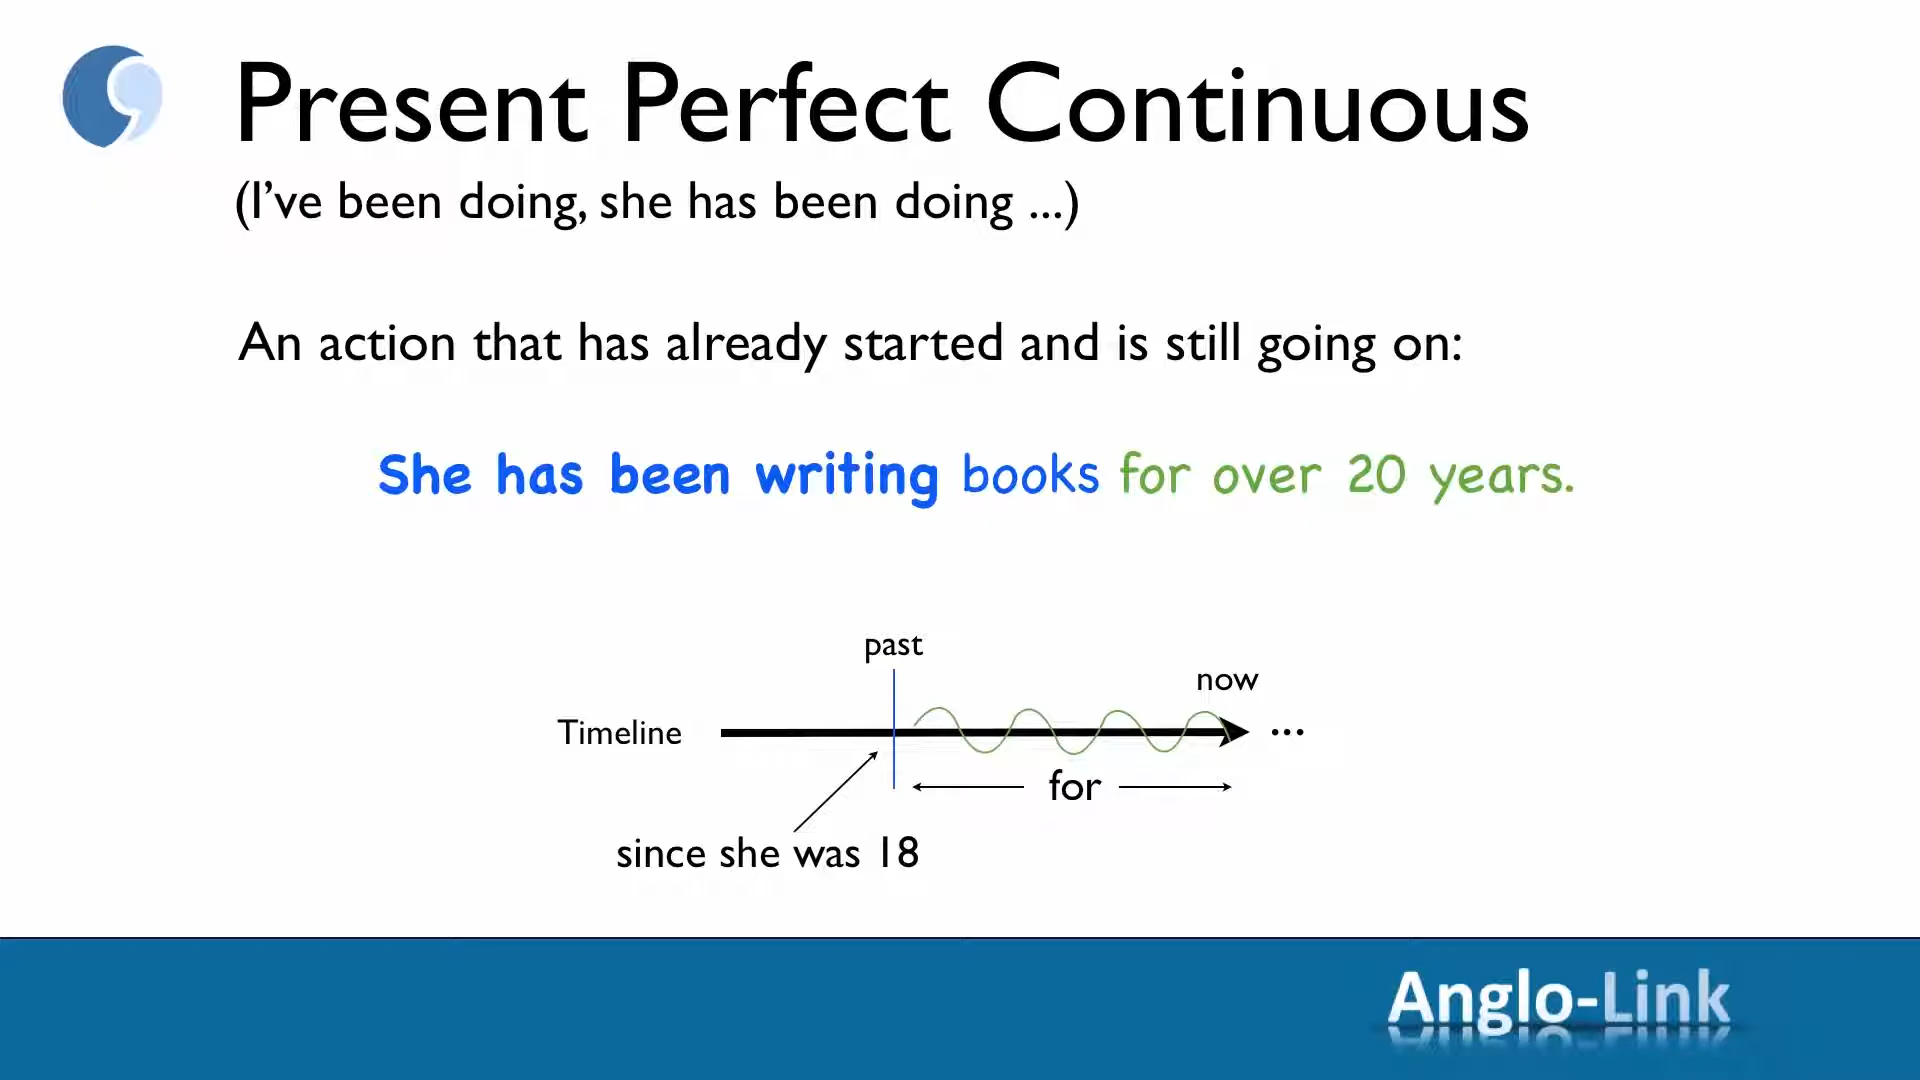 Present Perfect Continuous
(I've been doing, she has been doing ...)
An action that has already started and is still going on:
She has been writing books for over 20 years.
past
now
Timeline
...
for
since she was 18
Anglo-Link